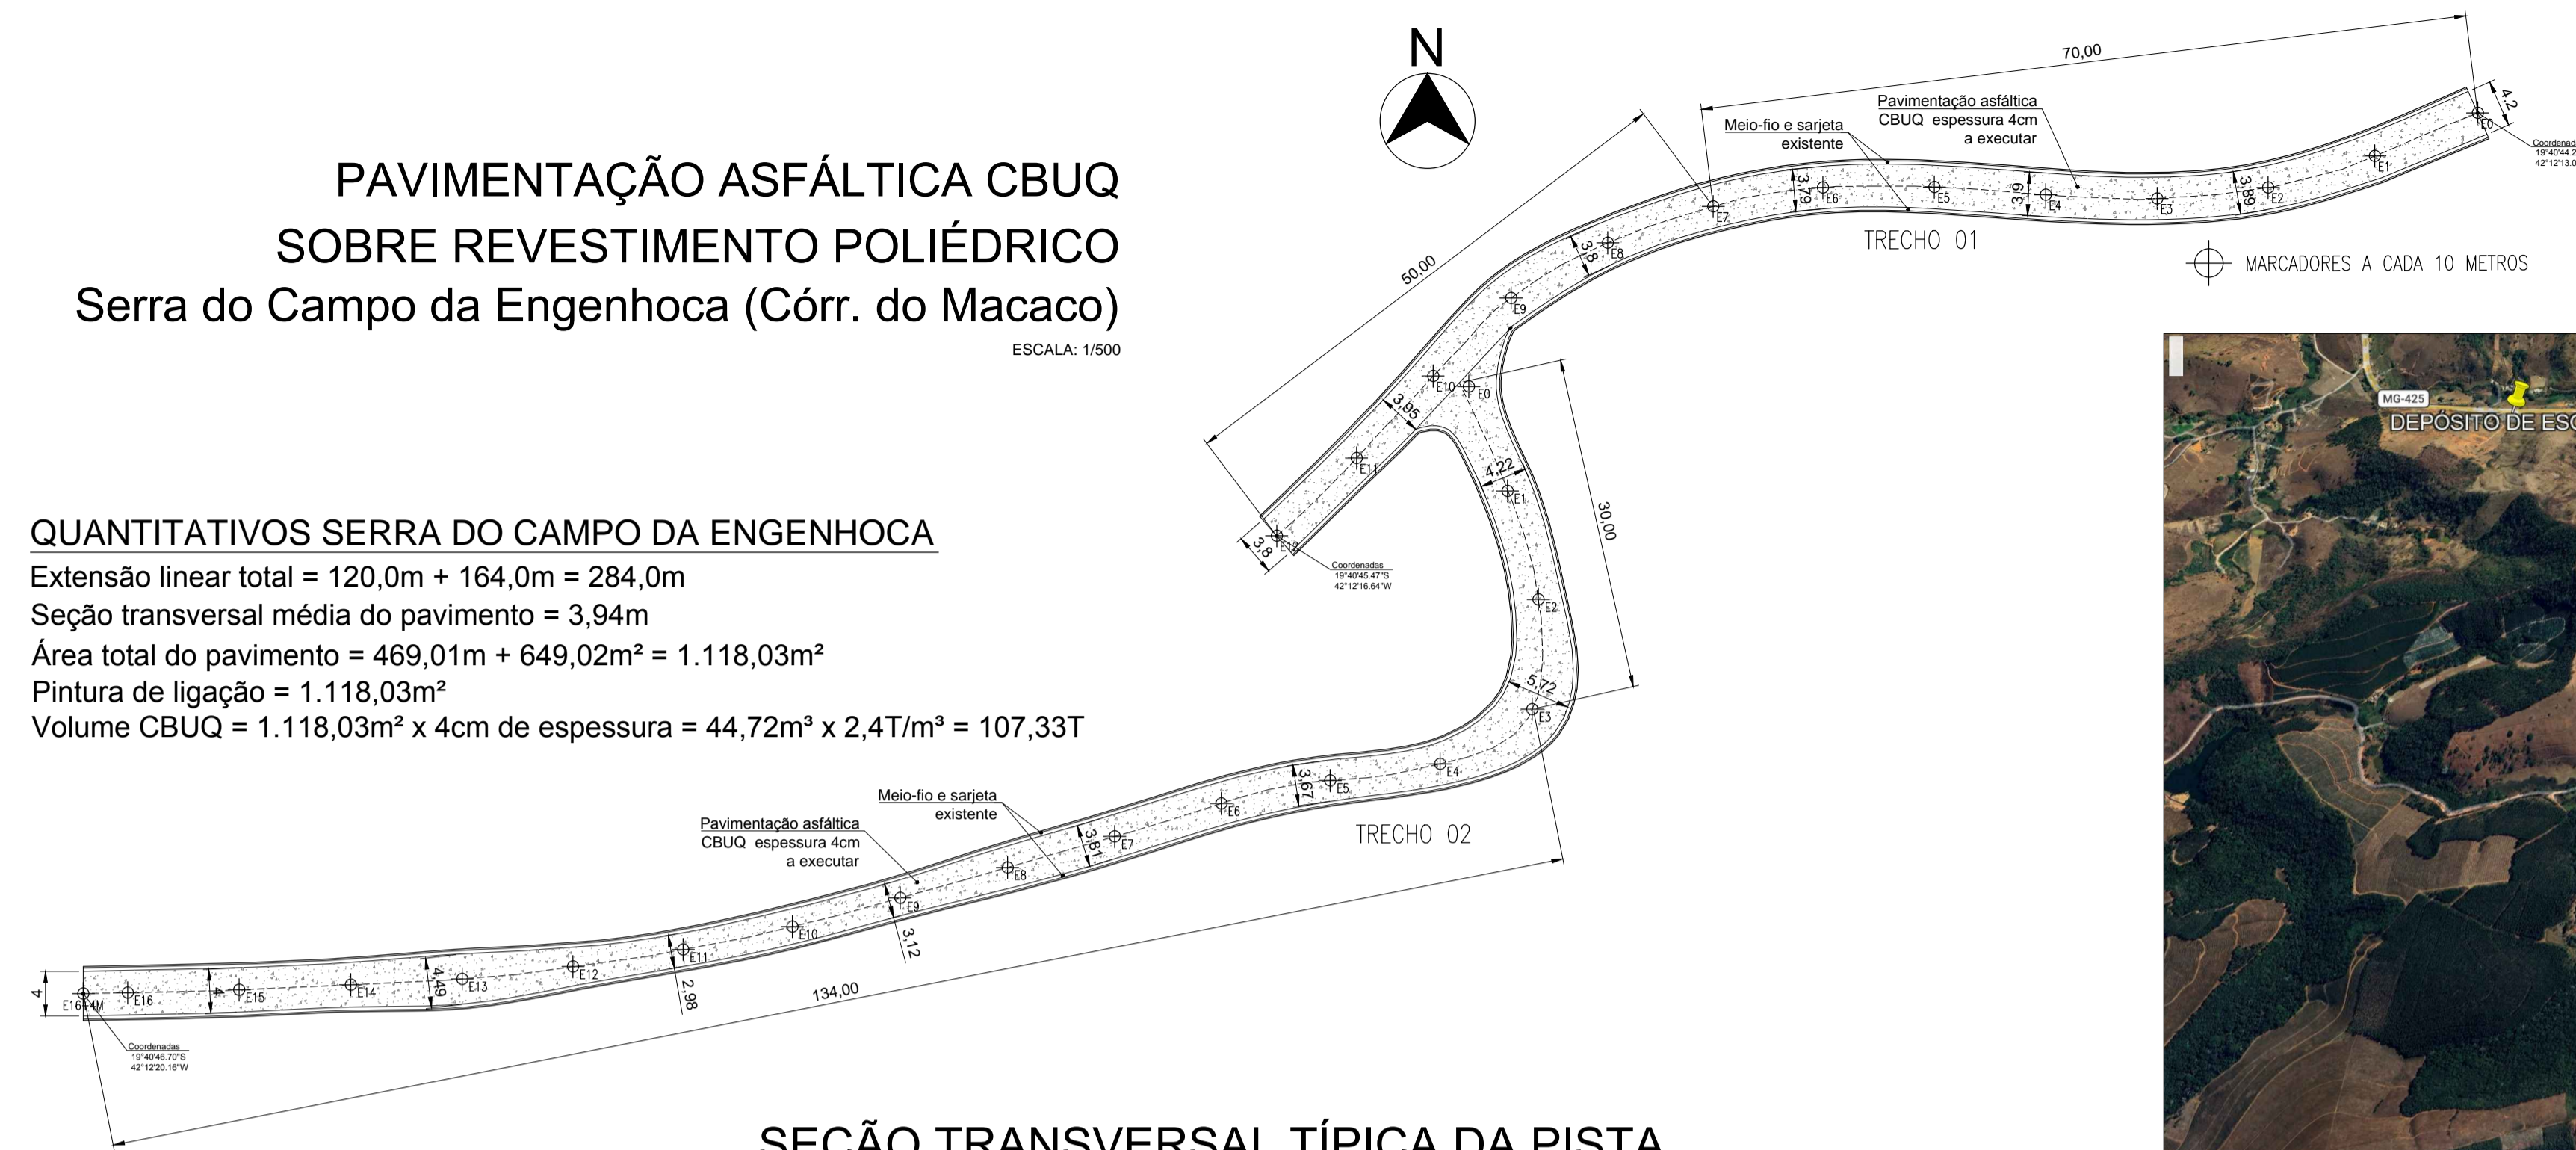 N
PAVIMENTAÇÃO ASFÁLTICA CBUQ
SOBRE REVESTIMENTO POLIÉDRICO
Serra do Campo da Engenhoca (Córr. do Macaco)
ESCALA: 1/500
70,00
50,00
4,2
Pavimentação asfáltica
CBUQ espessura 4cm
a executar
Meio-fio e sarjeta
existente
E0
E1
E2
3,89
E3
E4
3,9
E5
E6
3,79
E7
E8
3,8
E9
E10
3,95
E11
E12
3,8
TRECHO 01
MARCADORES A CADA 10 METROS
Coordenadas
19°40'45.47"S
42°12'16.64"W
MG-425
QUANTITATIVOS SERRA DO CAMPO DA ENGENHOCA
Extensão linear total = 120,0m + 164,0m = 284,0m
Seção transversal média do pavimento = 3,94m
Área total do pavimento = 469,01m + 649,02m² = 1.118,03m²
Pintura de ligação = 1.118,03m²
Volume CBUQ = 1.118,03m² x 4cm de espessura = 44,72m³ x 2,4T/m³ = 107,33T
E0
4,22
E1
30,00
E2
5,72
E3
E4
E5
3,67
E6
TRECHO 02
Meio-fio e sarjeta
existente
Pavimentação asfáltica
CBUQ espessura 4cm
a executar
E7
3,81
E8
E9
3,12
E10
E11
2,98
E12
E13
4,49
E14
E15
4
E16
E16+4M
4
134,00
Coordenadas
19°40'46.70"S
42°12'20.16"W
DEPÓSITO DE
SEÇÃO TRANSVERSAL TÍPICA DA PISTA